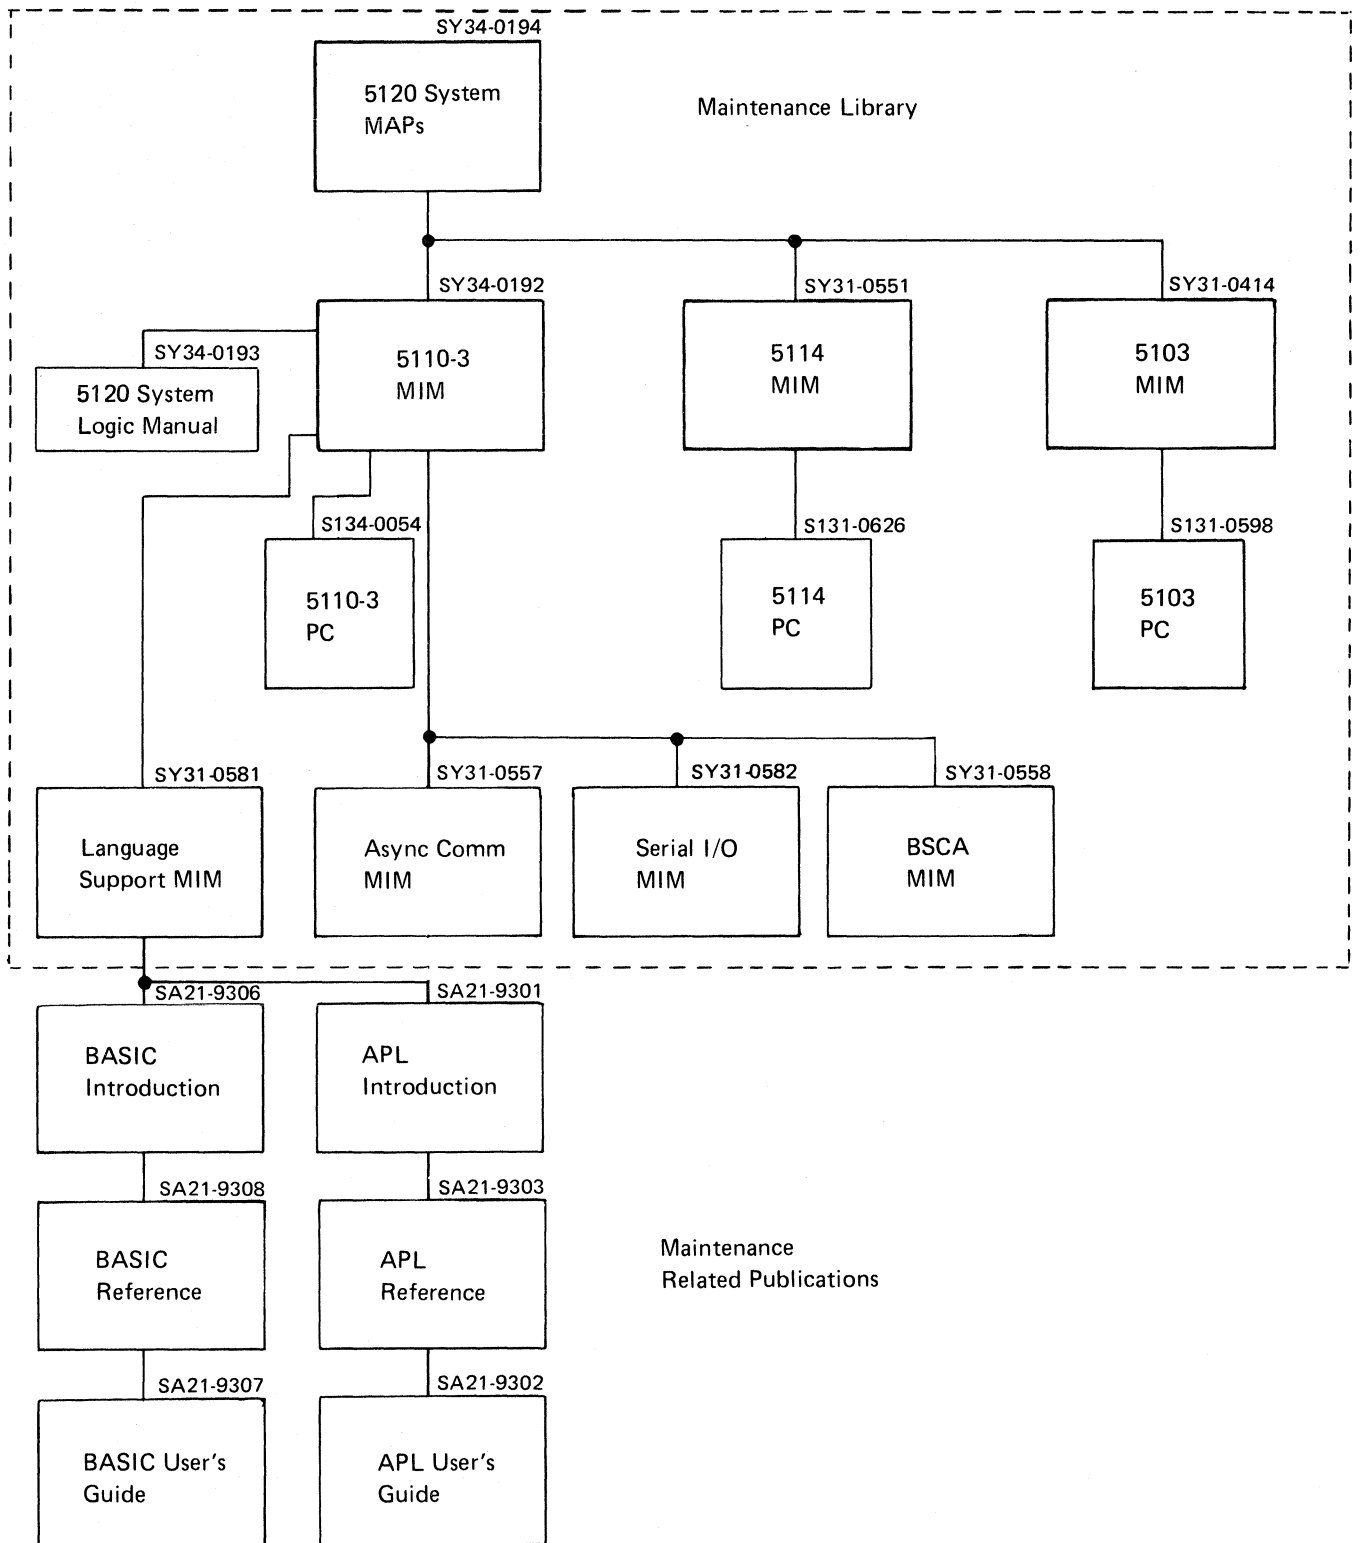 SY34-0194
5120 System
MAPs
Maintenance Library
SY34-0192
SY31-0551
SY31-0414
5110-3
MIM
5114
MIM
5103
MIM
SY34-0193
5120 System
Logic Manual
S134-0054
S131-0626
S131-0598
5110-3
PC
5114
PC
5103
PC
SY31-0581
SY31-0557
SY31-0582
SY31-0558
Language
Support MIM
Async Comm
MIM
Serial I/O
MIM
BSCA
MIM
SA21-9306
SA21-9301
BASIC
Introduction
APL
Introduction
SA21-9308
SA21-9303
BASIC
Reference
APL
Reference
Maintenance
Related Publications
SA21-9307
SA21-9302
BASIC User's
Guide
APL User's
Guide